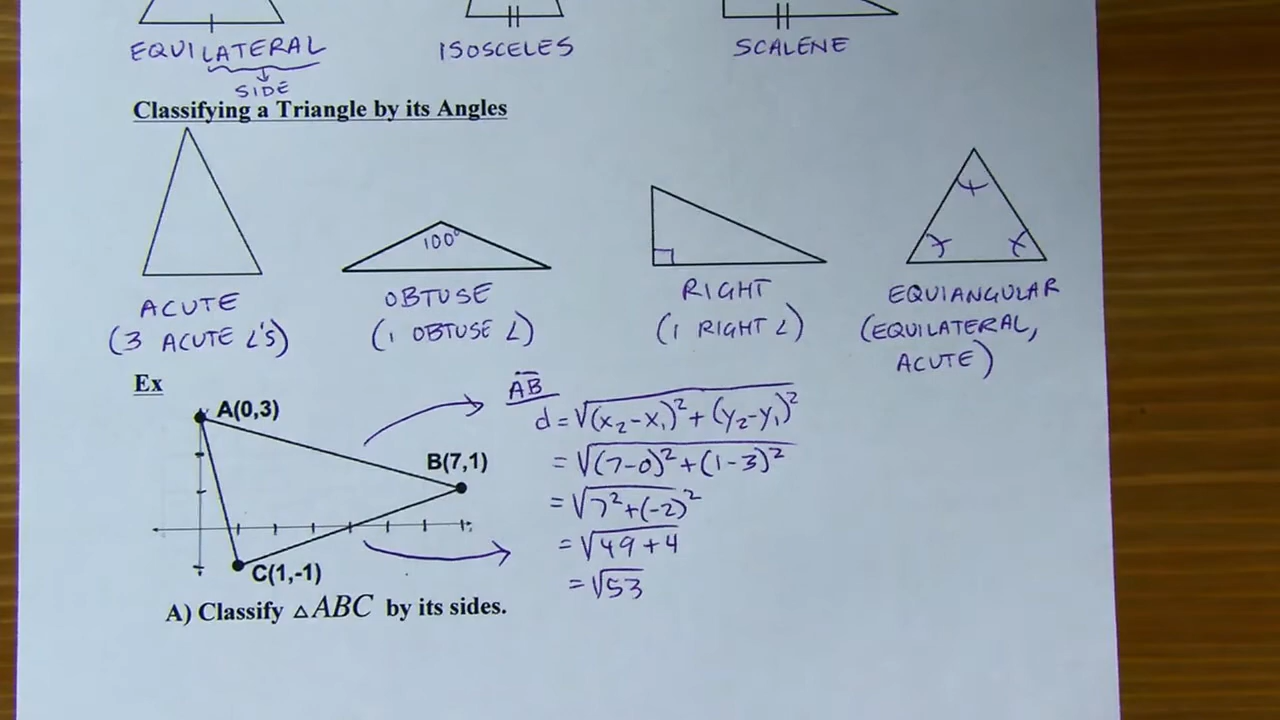 EQUILATERAL ISOSCELES SCALENE
SIDE
Classifying a Triangle by its Angles
100°
ACUTE OBTUSE RIGHT EQUIANGULAR
(3 ACUTE ∠'S) (1 OBTUSE ∠) (1 RIGHT ∠) (EQUILATERAL,
ACUTE)
Ex
A(0,3)
B(7,1)
C(1,-1)
AB
d = √(x₂-x₁)² + (y₂-y₁)²
= √(7-0)² + (1-3)²
= √7² + (-2)²
= √49 + 4
= √53
A) Classify △ABC by its sides.